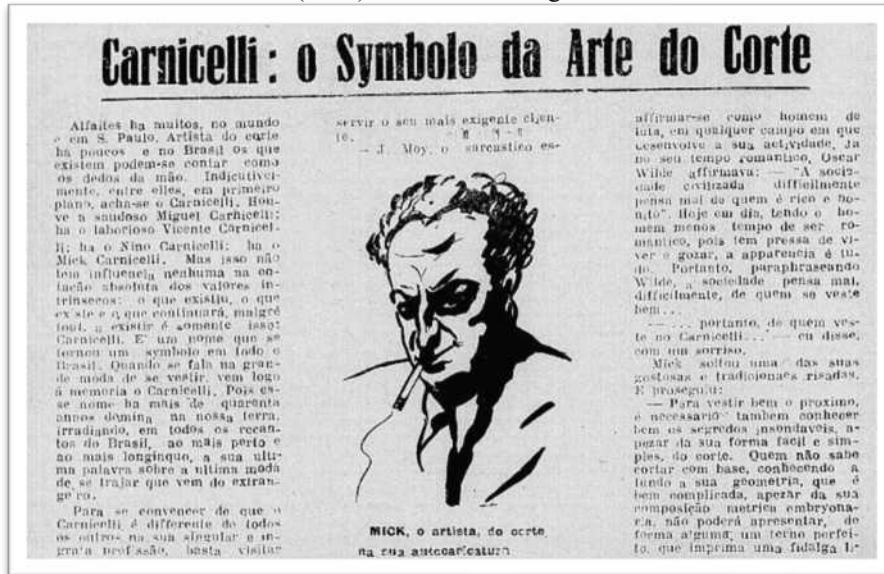 Carnicelli: o Symbolo da Arte do Corte
Alfaites ha muitos, no mundo
e em S. Paulo. Artista do corte
ha poucos e no Brasil os que
existem podem-se contar como
os dedos da mão. Indicutivel-
mente, entre elles, em primeiro
plano, acha-se o Carnicelli. Hou-
ve a saudoso Miguel Carnicelli;
ha o laborioso Vicente Carnicel-
li; ha o Nino Carnicelli; ha o
Mick Carnicelli. Mas isso não
tem influencia nenhuma na
tação absoluta dos valores in-
trinsecos: o que existiu, o que
existe e o que continuará, malgré
tout, a existir é somente isso:
Carnicelli. E' um nome que se
tornou um symbolo em todo o
Brasil. Quando se fala na gran-
de moda de se vestir, vem logo
á memoria o Carnicelli. Pois es-
se nome ha mais de quarenta
annos domina na nossa terra,
irradiando, em todos os recan-
tos do Brasil, ao mais perto e
ao mais longinquo, a sua ulti-
ma palavra sobre a ultima moda
de se trajar que vem do extran-
geiro.
Para se convencer de que o
Carnicelli é differente de todos
os outros na sua singular e in-
grata profissão, basta visitar
servir o seu mais exigente clien-
te.
— J. Moy, o sarcastico es-
MICK, o artista, do corte
na sua autocaricatura
affirmar-se como homem de
luta, em qualquer campo em que
desenvolve a sua actividade. Ja
no seu tempo romantico, Oscar
Wilde affirmava: — "A socie-
dade civilizada difficilmente
pensa mal de quem é rico e bo-
nito". Hoje em dia, tendo o ho-
mem menos tempo de ser ro-
mantico, pois tem pressa de vi-
ver e gozar, a apparencia é tu-
do. Portanto, paraphraseando
Wilde, a sociedade pensa mal,
difficilmente, de quem se veste
bem...
— ... portanto, de quem ves-
te no Carnicelli... — eu disse,
com um sorriso.
Mick soltou uma das suas
gostosas e tradicionaes risadas.
E proseguiu:
— Para vestir bem o proximo,
é necessario tambem conhecer
bem os segredos insondaveis, a-
pezar da sua forma facil e sim-
ples, do corte. Quem não sabe
cortar com base, conhecendo a
fundo a sua geometria, que é
bem complicada, apezar da sua
composição metrica embryona-
ria, não poderá apresentar, de
forma alguma, um terno perfei-
to, que imprima uma fidalga li-